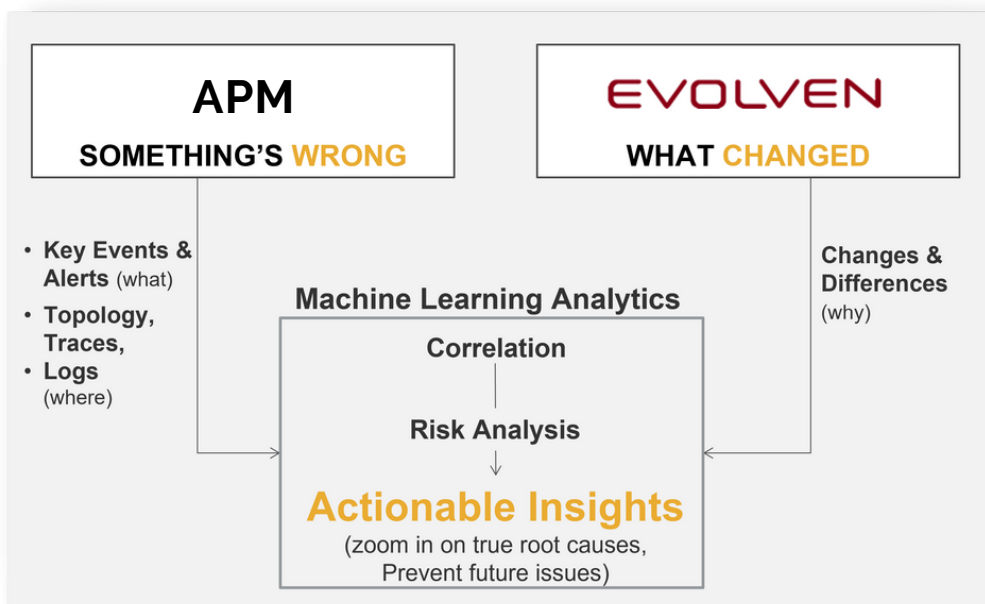 APM
SOMETHING'S WRONG
EVOLVEN
WHAT CHANGED
• Key Events &
Alerts (what)
• Topology,
Traces,
• Logs
(where)
Changes &
Differences
(why)
Machine Learning Analytics
Correlation
Risk Analysis
Actionable Insights
(zoom in on true root causes,
Prevent future issues)